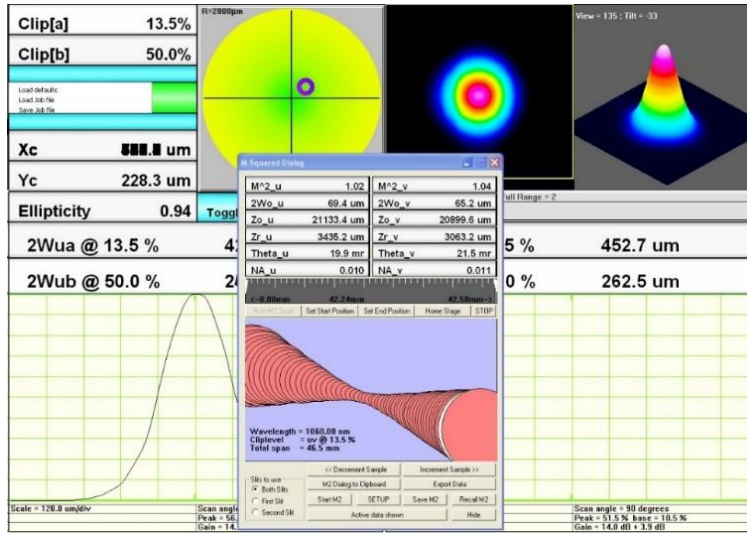 Clip[a] 13.5%
Clip[b] 50.0%
Load defaults
Load Job file
Save Job file
Xc um
Yc 228.3 um
Ellipticity 0.94
R=2000µm
View = 135 : Tilt = -33
Full Range = 2
2Wua @ 13.5 %
5 % 452.7 um
2Wub @ 50.0 %
0 % 262.5 um
M-Squared Dialog
M^2_u 1.02 M^2_v 1.04
2Wo_u 69.4 um 2Wo_v 65.2 um
Zo_u 21133.4 um Zo_v 20899.6 um
Zr_u 3435.2 um Zr_v 3063.2 um
Theta_u 19.9 mr Theta_v 21.5 mr
NA_u 0.010 NA_v 0.011
<--0.00mm 42.24mm 42.50mm-->
Auto M2 Scan Set Start Position Set End Position Home Stage STOP
Wavelength = 1060.00 nm
Cliplevel = uv @ 13.5 %
Total span = 46.5 mm
<< Decrement Sample Increment Sample >>
Slits to use
Both Slits
First Slit
Second Slit
M2 Dialog to Clipboard Export Data
Start M2 SETUP Save M2 Recall M2
Active data shown Hide
Scale = 120.0 um/div
Scan angle = 90 degrees
Peak = 51.5 % base = 10.5 %
Gain = 14.0 dB + 3.9 dB